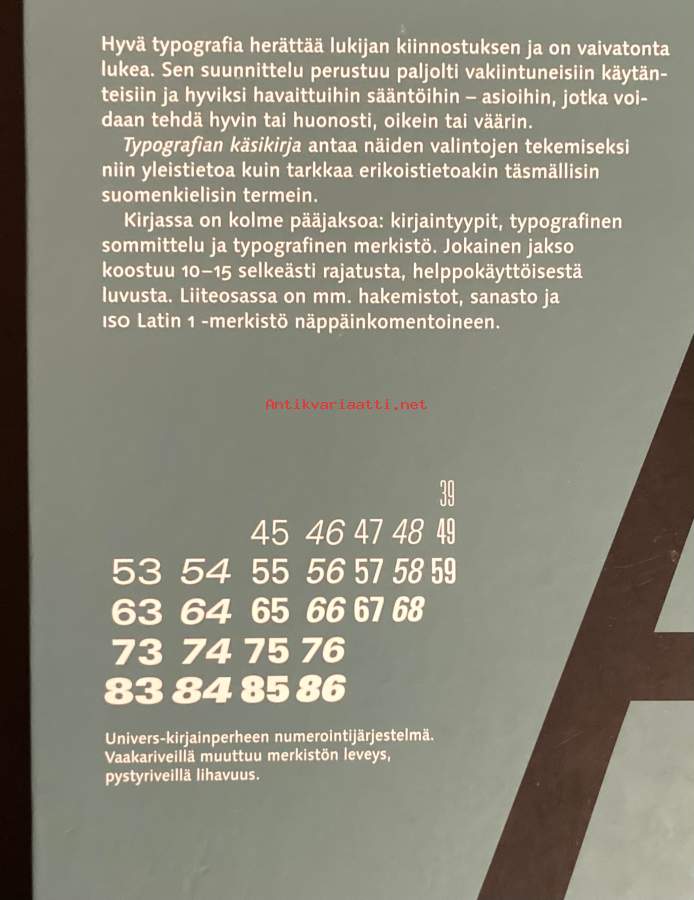 Hyvä typografia herättää lukijan kiinnostuksen ja on vaivatonta
lukea. Sen suunnittelu perustuu paljolti vakiintuneisiin käytän-
teisiin ja hyviksi havaittuihin sääntöihin – asioihin, jotka voi-
daan tehdä hyvin tai huonosti, oikein tai väärin.
Typografian käsikirja antaa näiden valintojen tekemiseksi
niin yleistietoa kuin tarkkaa erikoistietoakin täsmällisin
suomenkielisin termein.
Kirjassa on kolme pääjaksoa: kirjaintyypit, typografinen
sommittelu ja typografinen merkistö. Jokainen jakso
koostuu 10–15 selkeästi rajatusta, helppokäyttöisestä
luvusta. Liiteosassa on mm. hakemistot, sanasto ja
ISO Latin 1 -merkistö näppäinkomentoineen.
Antikvariaatti.net
39
45 46 47 48 49
53 54 55 56 57 58 59
63 64 65 66 67 68
73 74 75 76
83 84 85 86
Univers-kirjainperheen numerointijärjestelmä.
Vaakariveillä muuttuu merkistön leveys,
pystyriveillä lihavuus.